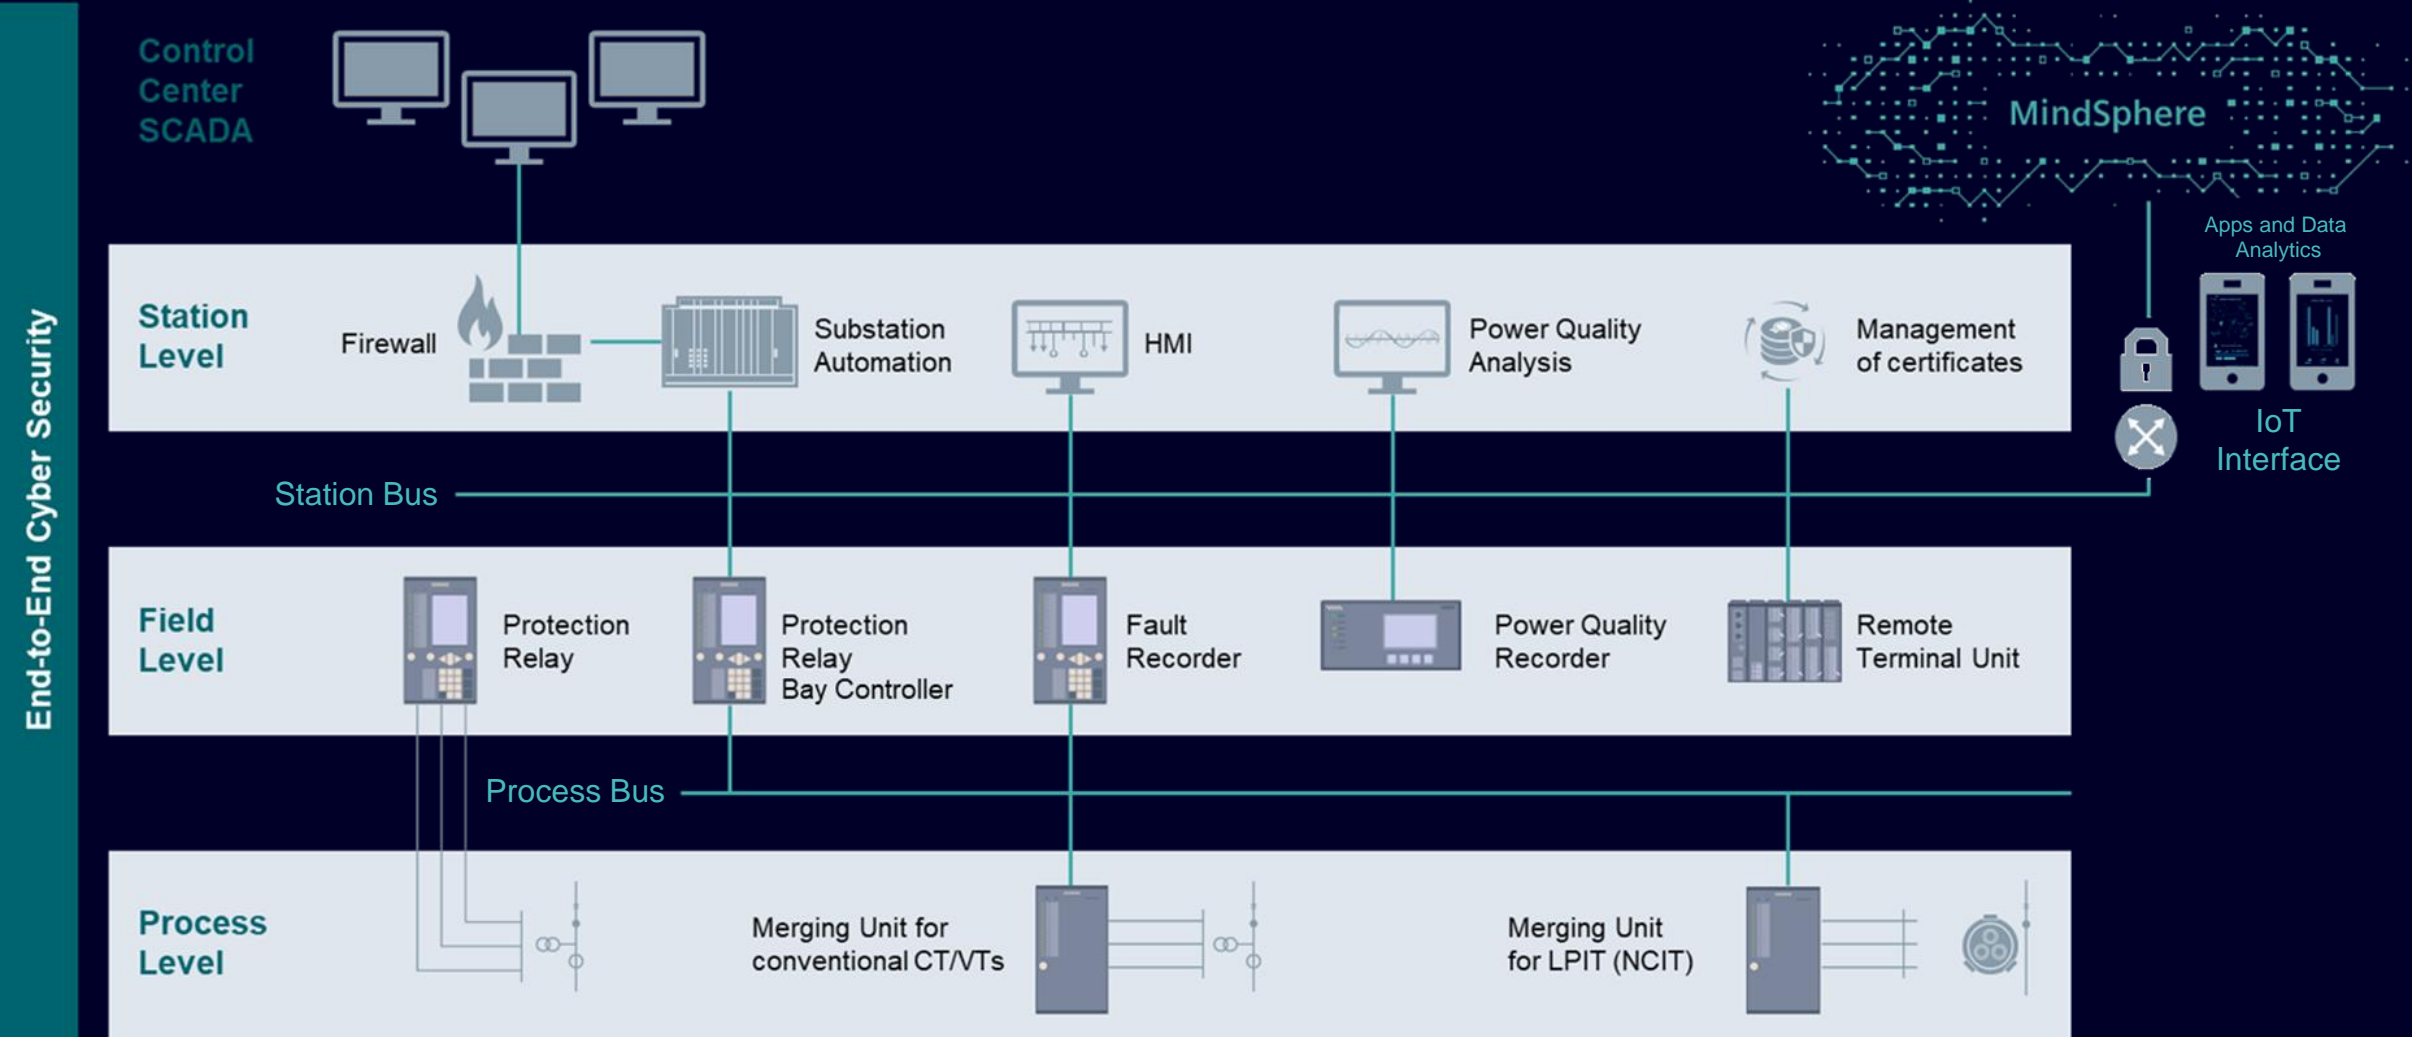 End-to-End Cyber Security
Control
Center
SCADA
MindSphere
Apps and Data
Analytics
IoT
Interface
Station
Level
Firewall
Substation
Automation
HMI
Power Quality
Analysis
Management
of certificates
Station Bus
Field
Level
Protection
Relay
Protection
Relay
Bay Controller
Fault
Recorder
Power Quality
Recorder
Remote
Terminal Unit
Process Bus
Process
Level
Merging Unit for
conventional CT/VTs
Merging Unit
for LPIT (NCIT)